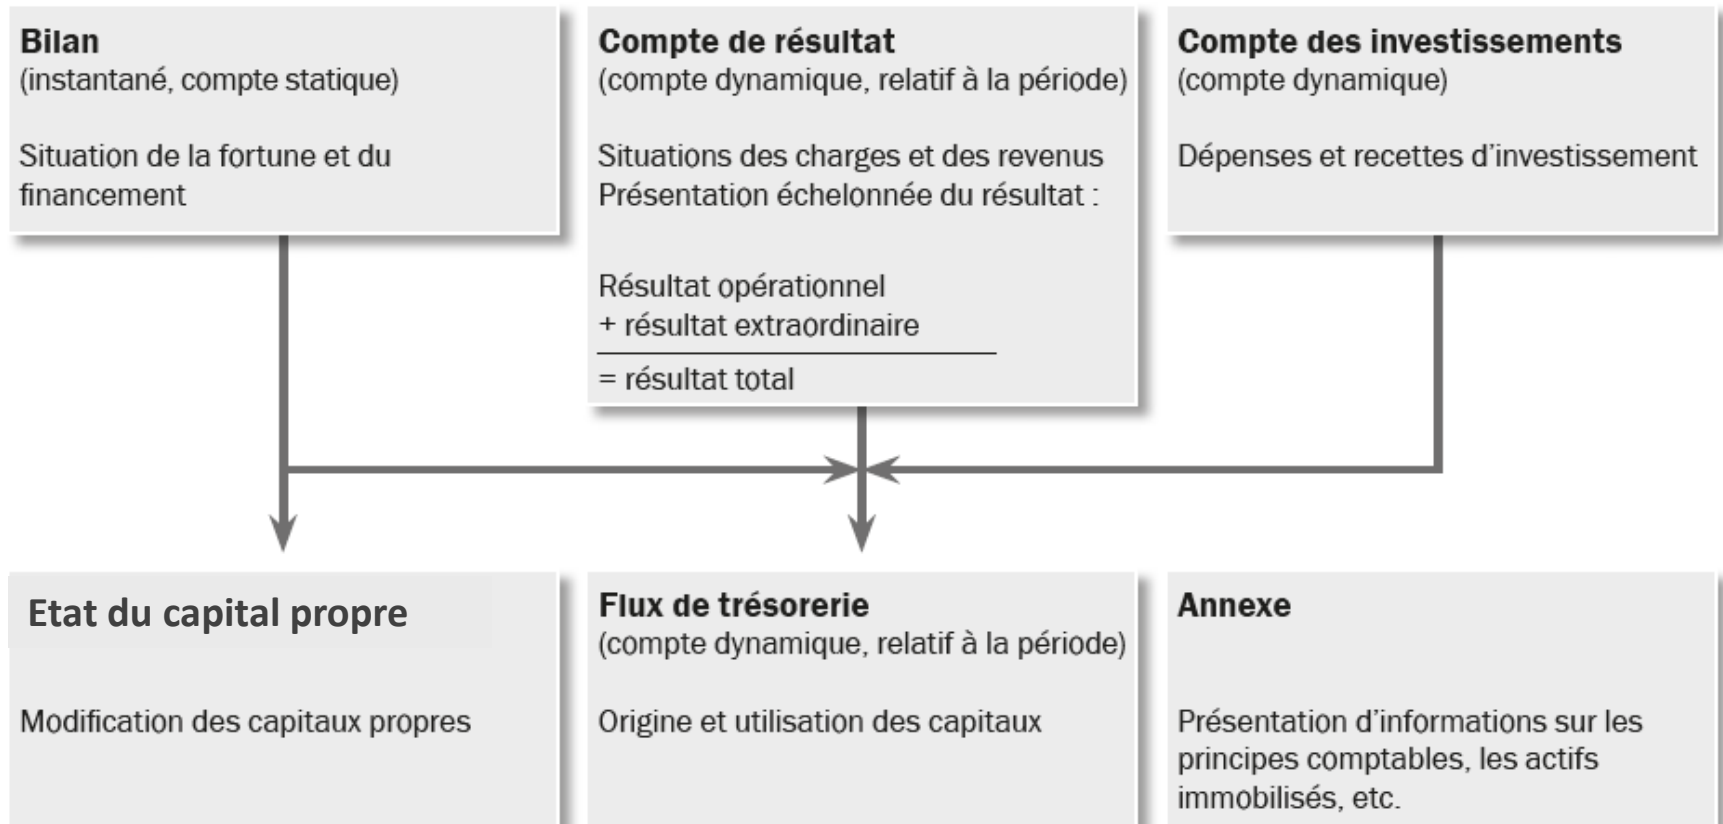 Bilan
(instantané, compte statique)
Situation de la fortune et du
financement
Compte de résultat
(compte dynamique, relatif à la période)
Situations des charges et des revenus
Présentation échelonnée du résultat :
Résultat opérationnel
+ résultat extraordinaire
= résultat total
Compte des investissements
(compte dynamique)
Dépenses et recettes d’investissement
Etat du capital propre
Modification des capitaux propres
Flux de trésorerie
(compte dynamique, relatif à la période)
Origine et utilisation des capitaux
Annexe
Présentation d’informations sur les
principes comptables, les actifs
immobilisés, etc.